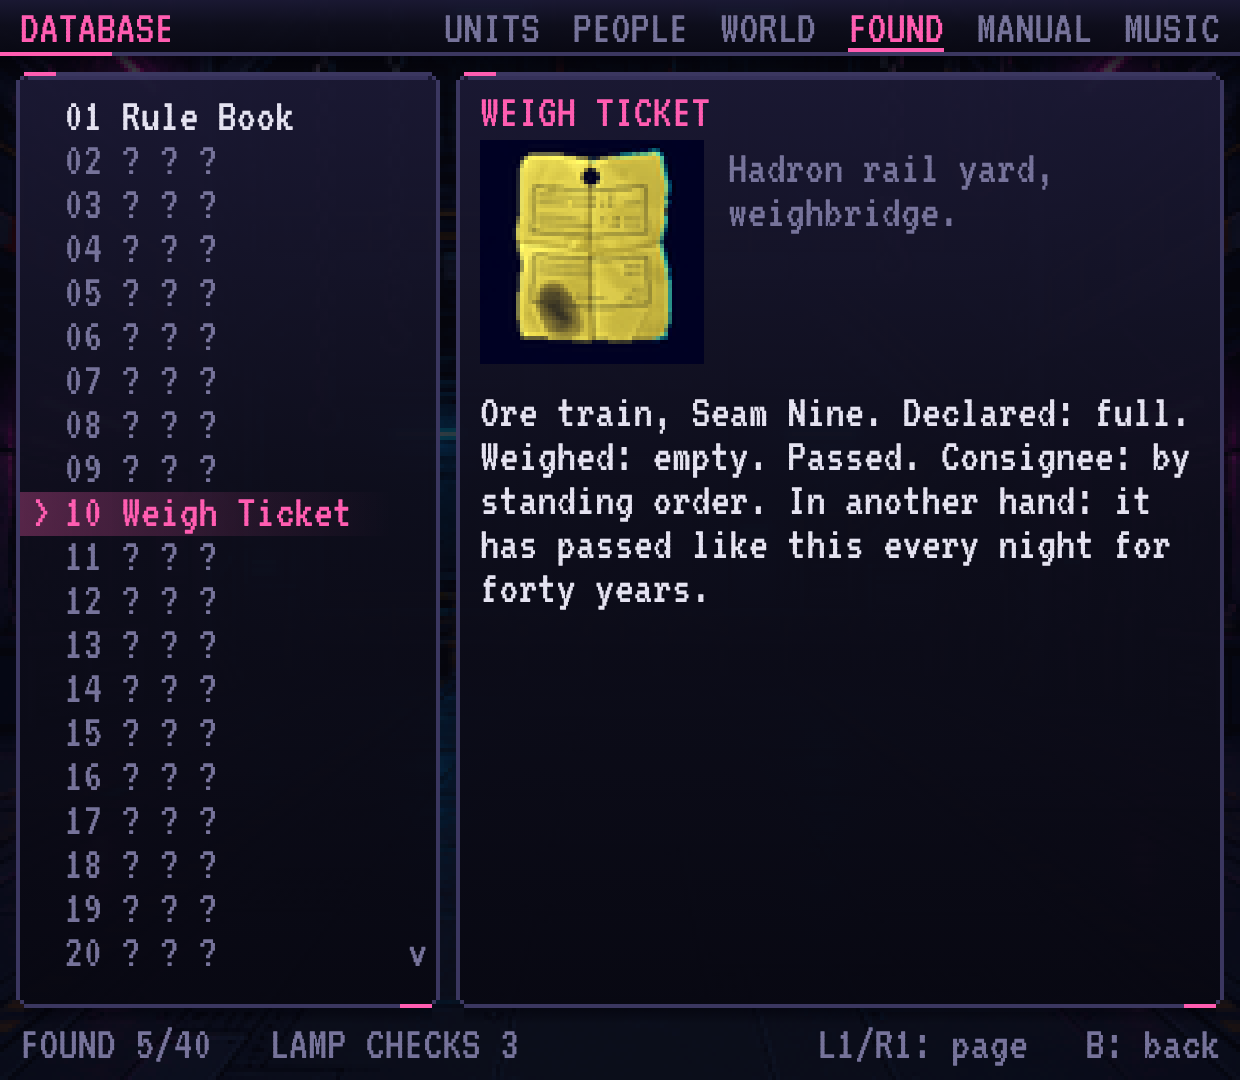 DATABASE UNITS PEOPLE WORLD FOUND MANUAL MUSIC
01 Rule Book
02 ? ? ?
03 ? ? ?
04 ? ? ?
05 ? ? ?
06 ? ? ?
07 ? ? ?
08 ? ? ?
09 ? ? ?
> 10 Weigh Ticket
11 ? ? ?
12 ? ? ?
13 ? ? ?
14 ? ? ?
15 ? ? ?
16 ? ? ?
17 ? ? ?
18 ? ? ?
19 ? ? ?
20 ? ? ? v
WEIGH TICKET
Hadron rail yard,
weighbridge.
Ore train, Seam Nine. Declared: full.
Weighed: empty. Passed. Consignee: by
standing order. In another hand: it
has passed like this every night for
forty years.
FOUND 5/40 LAMP CHECKS 3 L1/R1: page B: back